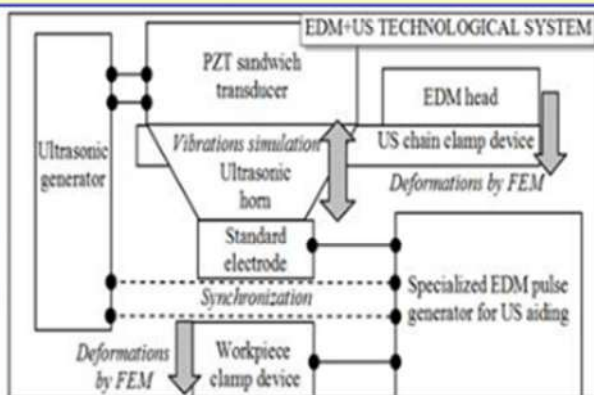 EDM+US TECHNOLOGICAL SYSTEM
PZT sandwich
transducer
EDM head
Ultrasonic
generator
Vibrations simulation
Ultrasonic
horn
US chain clamp device
Deformations by FEM
Standard
electrode
Specialized EDM pulse
generator for US aiding
Synchronization
Deformations
by FEM
Workpiece
clamp device